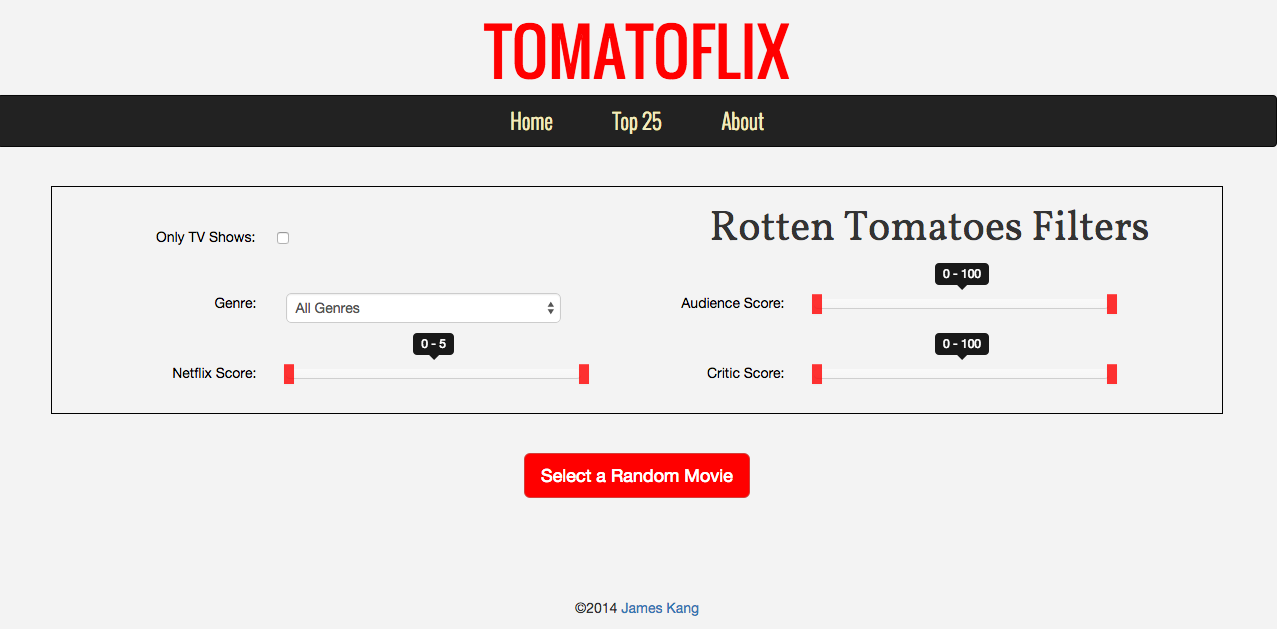 TOMATOFLIX
Home Top 25 About
Only TV Shows:
Genre: All Genres
0 - 5
Netflix Score:
Rotten Tomatoes Filters
0 - 100
Audience Score:
0 - 100
Critic Score:
Select a Random Movie
©2014 James Kang